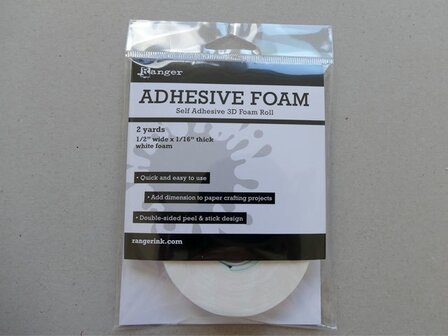 Ranger
ADHESIVE FOAM
Self Adhesive 3D Foam Roll
2 yards
1/2" wide x 1/16" thick
white foam
• Quick and easy to use
• Add dimension to paper crafting projects
• Double-sided peel & stick design
rangerink.com